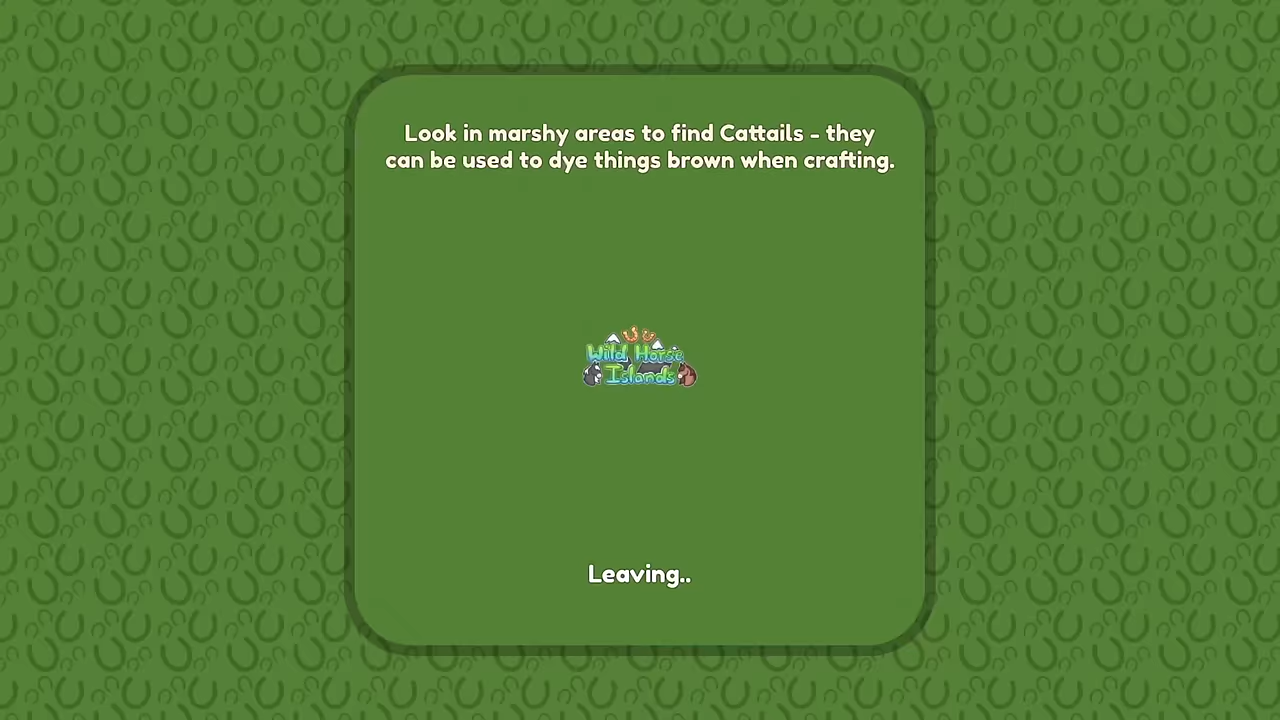 Look in marshy areas to find Cattails - they
can be used to dye things brown when crafting.
Wild Horse
Islands
Leaving..